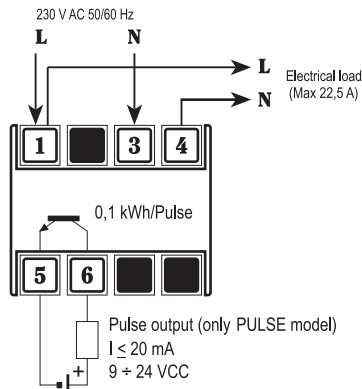 230 V AC 50/60 Hz
L N
L
Electrical load
N
(Max 22,5 A)
1 3 4
0,1 kWh/Pulse
5 6
Pulse output (only PULSE model)
+
I ≤ 20 mA
9 ÷ 24 VCC